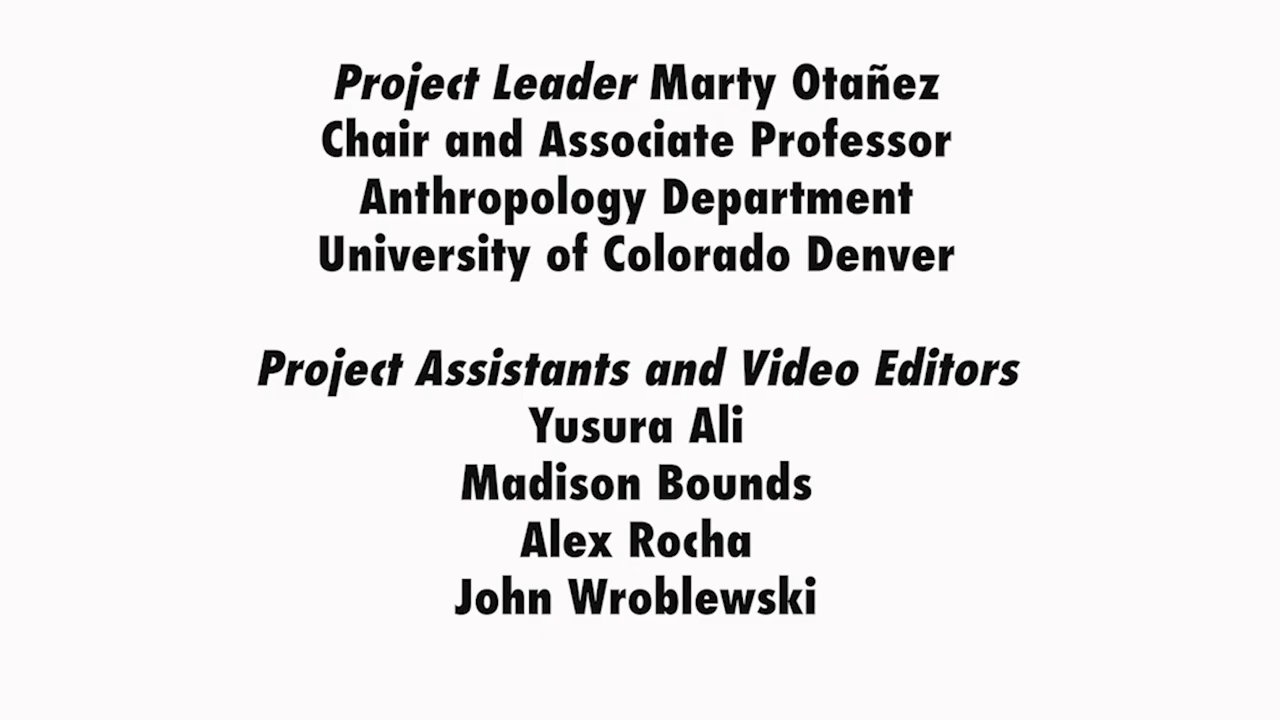 Project Leader Marty Otañez
Chair and Associate Professor
Anthropology Department
University of Colorado Denver
Project Assistants and Video Editors
Yusura Ali
Madison Bounds
Alex Rocha
John Wroblewski